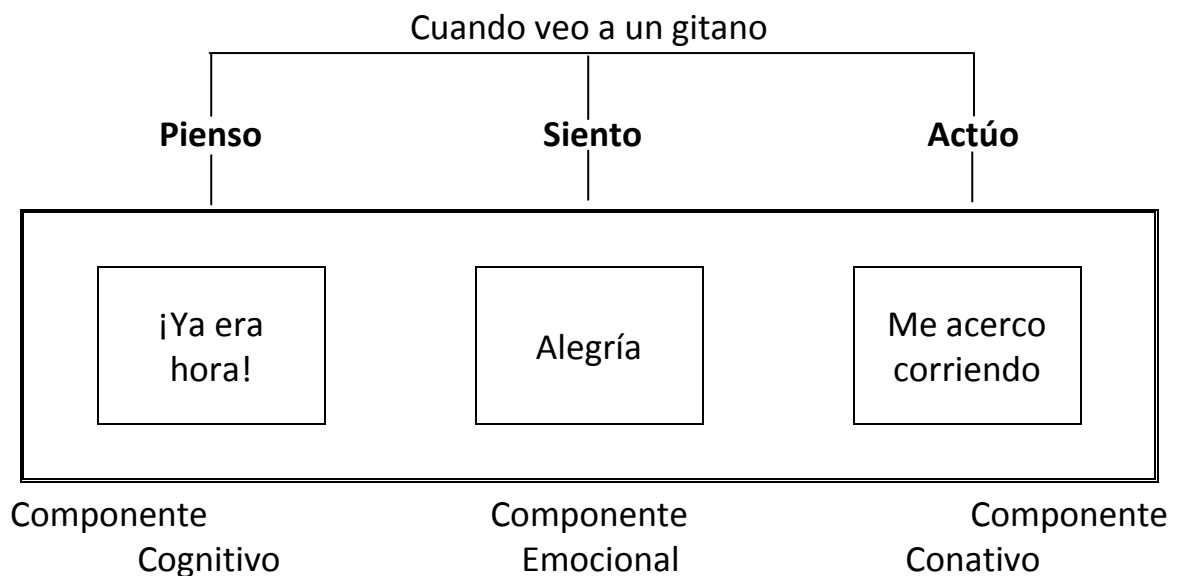 Cuando veo a un gitano
Pienso
Siento
Actúo
¡Ya era
hora!
Alegría
Me acerco
corriendo
Componente
Cognitivo
Componente
Emocional
Componente
Conativo